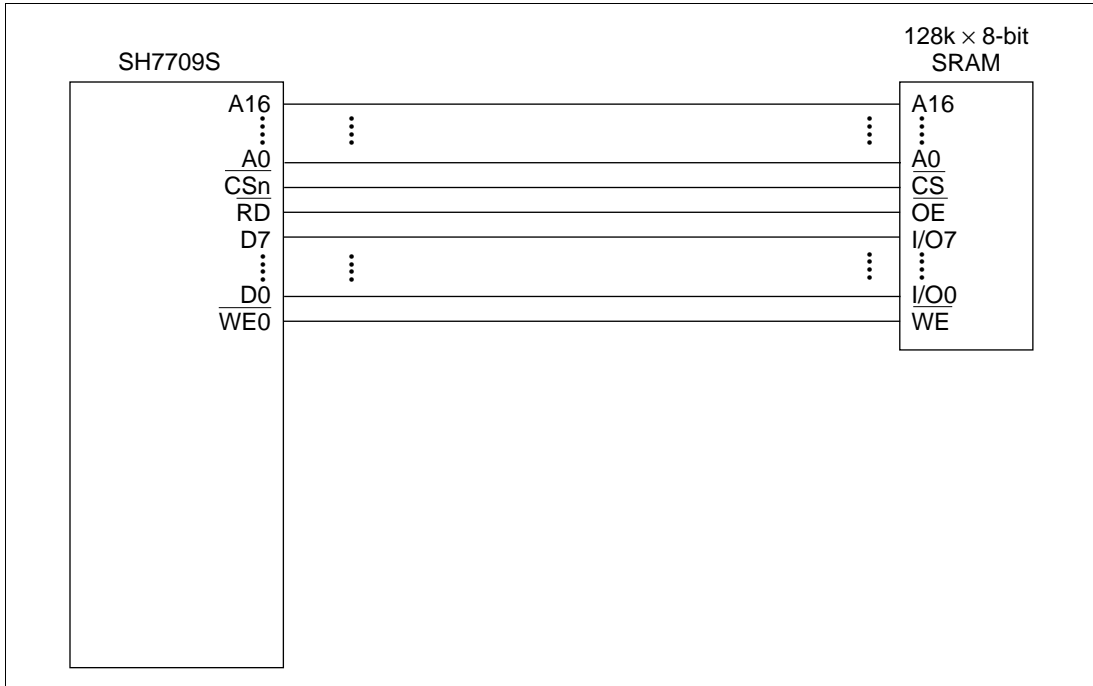 SH7709S
A16
A0
CSn
RD
D7
D0
WE0
128k × 8-bit
SRAM
A16
A0
CS
OE
I/O7
I/O0
WE